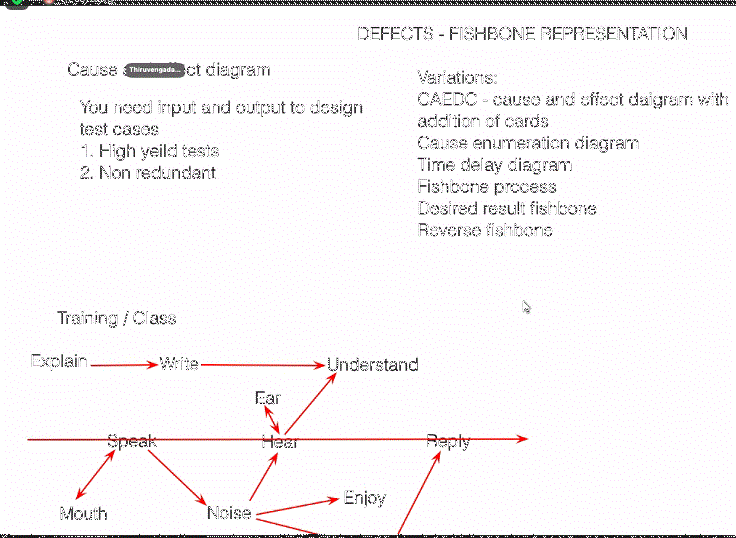 DEFECTS - FISHBONE REPRESENTATION
Cause ct diagram
Thiruvengada...
You need input and output to design
test cases
1. High yeild tests
2. Non redundant
Variations:
CAEDC - cause and effect daigram with
addition of cards
Cause enumeration diagram
Time delay diagram
Fishbone process
Desired result fishbone
Reverse fishbone
Training / Class
Explain
Write
Understand
Ear
Speak
Hear
Reply
Mouth
Noise
Enjoy